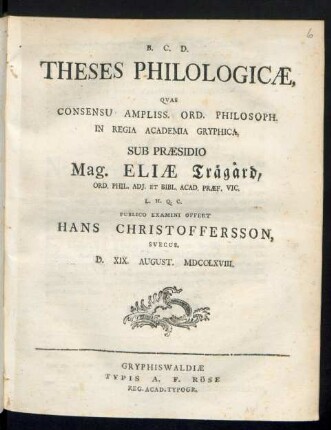 6
B. C. D.
THESES PHILOLOGICÆ,
QVAS
CONSENSU AMPLISS. ORD. PHILOSOPH.
IN REGIA ACADEMIA GRYPHICA,
SUB PRÆSIDIO
Mag. ELIÆ Trägård,
ORD. PHIL. ADJ. ET BIBL. ACAD. PRÆF. VIC.
L. H. Q. C.
PUBLICO EXAMINI OFFERT
HANS CHRISTOFFERSSON,
SVECUS.
D. XIX. AUGUST. MDCCLXVIII.
GRYPHISWALDIÆ
TYPIS A. F. RÖSE
REG. ACAD. TYPOGR.